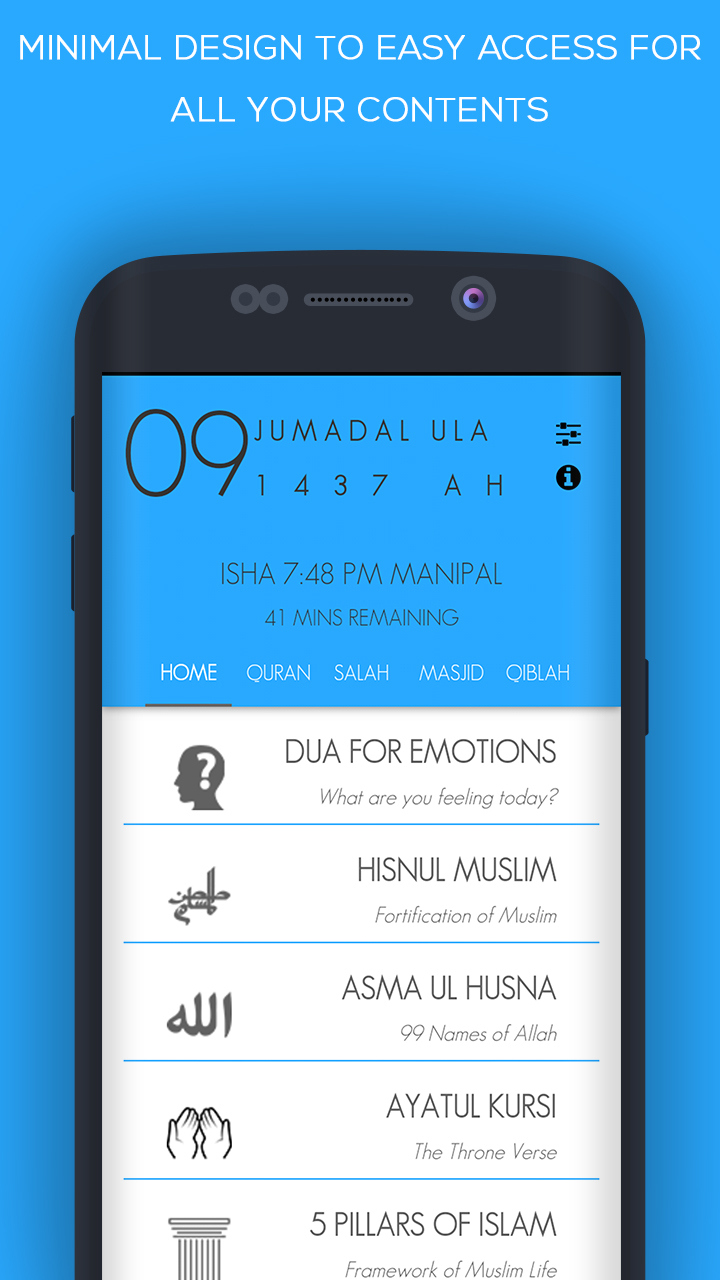 MINIMAL DESIGN TO EASY ACCESS FOR
ALL YOUR CONTENTS
09 JUMADAL ULA
1437 AH
ISHA 7:48 PM MANIPAL
41 MINS REMAINING
HOME QURAN SALAH MASJID QIBLAH
DUA FOR EMOTIONS
What are you feeling today?
HISNUL MUSLIM
Fortification of Muslim
ASMA UL HUSNA
99 Names of Allah
الله
AYATUL KURSI
The Throne Verse
5 PILLARS OF ISLAM
Framework of Muslim Life